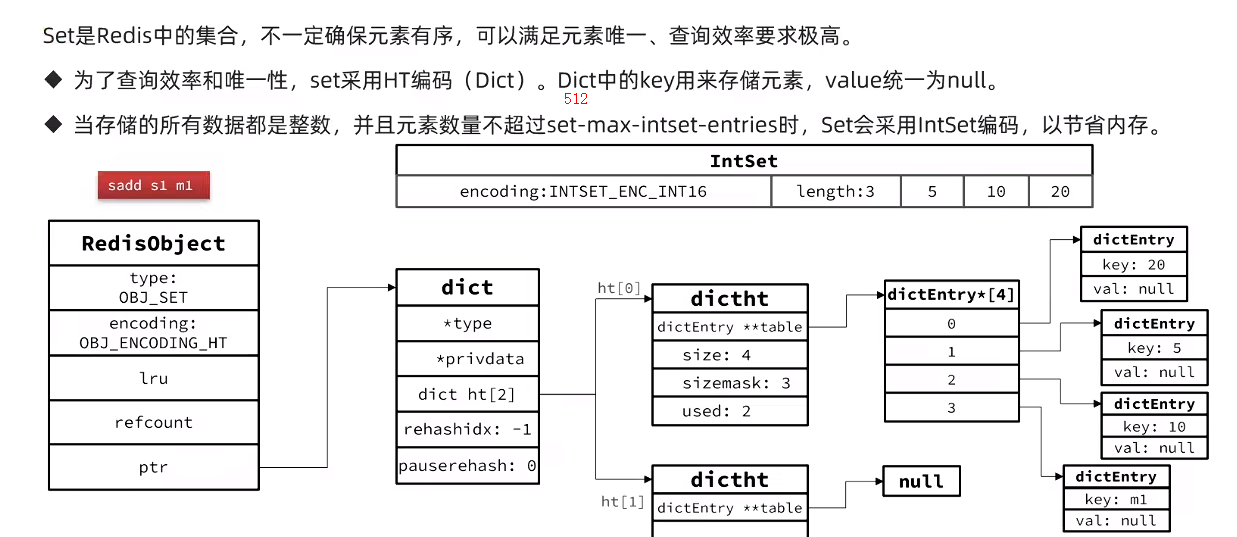 Set是Redis中的集合，不一定确保元素有序，可以满足元素唯一、查询效率要求极高。
◆ 为了查询效率和唯一性，set采用HT编码（Dict）。Dict中的key用来存储元素，value统一为null。
512
◆ 当存储的所有数据都是整数，并且元素数量不超过set-max-intset-entries时，Set会采用IntSet编码，以节省内存。
IntSet
encoding:INTSET_ENC_INT16 length:3 5 10 20
sadd s1 m1
RedisObject
type:
OBJ_SET
encoding:
OBJ_ENCODING_HT
lru
refcount
ptr
dict
*type
*privdata
dict ht[2]
rehashidx: -1
pauserehash: 0
ht[0]
dictht
dictEntry **table
size: 4
sizemask: 3
used: 2
ht[1]
dictht
dictEntry **table
dictEntry*[4]
0
1
2
3
null
dictEntry
key: 20
val: null
dictEntry
key: 5
val: null
dictEntry
key: 10
val: null
dictEntry
key: m1
val: null